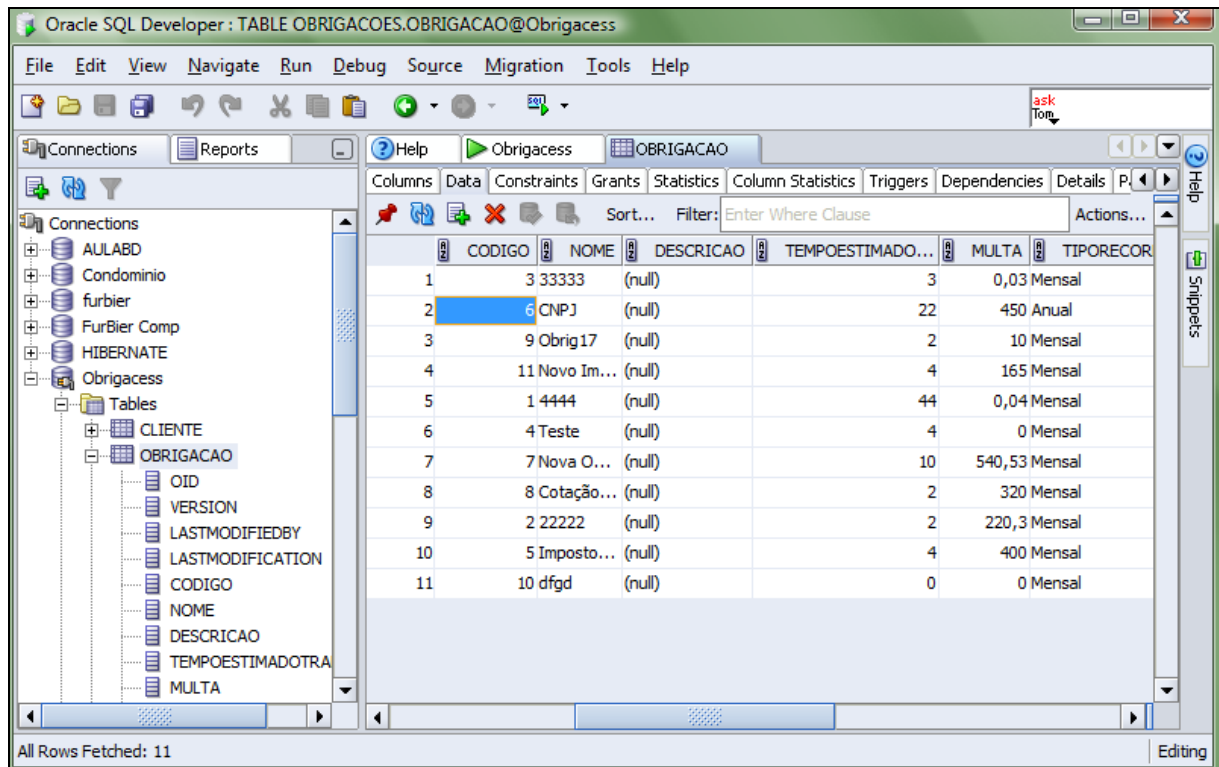 Oracle SQL Developer : TABLE OBRIGACOES.OBRIGACAO@Obrigacess
File Edit View Navigate Run Debug Source Migration Tools Help
SQL
ask
Tom
Connections Reports
Help Obrigacess OBRIGACAO
Columns Data Constraints Grants Statistics Column Statistics Triggers Dependencies Details P
Sort... Filter: Enter Where Clause Actions...
Connections
AULABD
Condominio
furbier
FurBier Comp
HIBERNATE
Obrigacess
Tables
CLIENTE
OBRIGACAO
OID
VERSION
LASTMODIFIEDBY
LASTMODIFICATION
CODIGO
NOME
DESCRICAO
TEMPOESTIMADOTRA
MULTA
CODIGO NOME DESCRICAO TEMPOESTIMADO... MULTA TIPORECOR
1 3 33333 (null) 3 0,03 Mensal
2 6 CNPJ (null) 22 450 Anual
3 9 Obrig17 (null) 2 10 Mensal
4 11 Novo Im... (null) 4 165 Mensal
5 1 4444 (null) 44 0,04 Mensal
6 4 Teste (null) 4 0 Mensal
7 7 Nova O... (null) 10 540,53 Mensal
8 8 Cotação... (null) 2 320 Mensal
9 2 22222 (null) 2 220,3 Mensal
10 5 Imposto... (null) 4 400 Mensal
11 10 dfgd (null) 0 0 Mensal
Help
Snippets
All Rows Fetched: 11 Editing